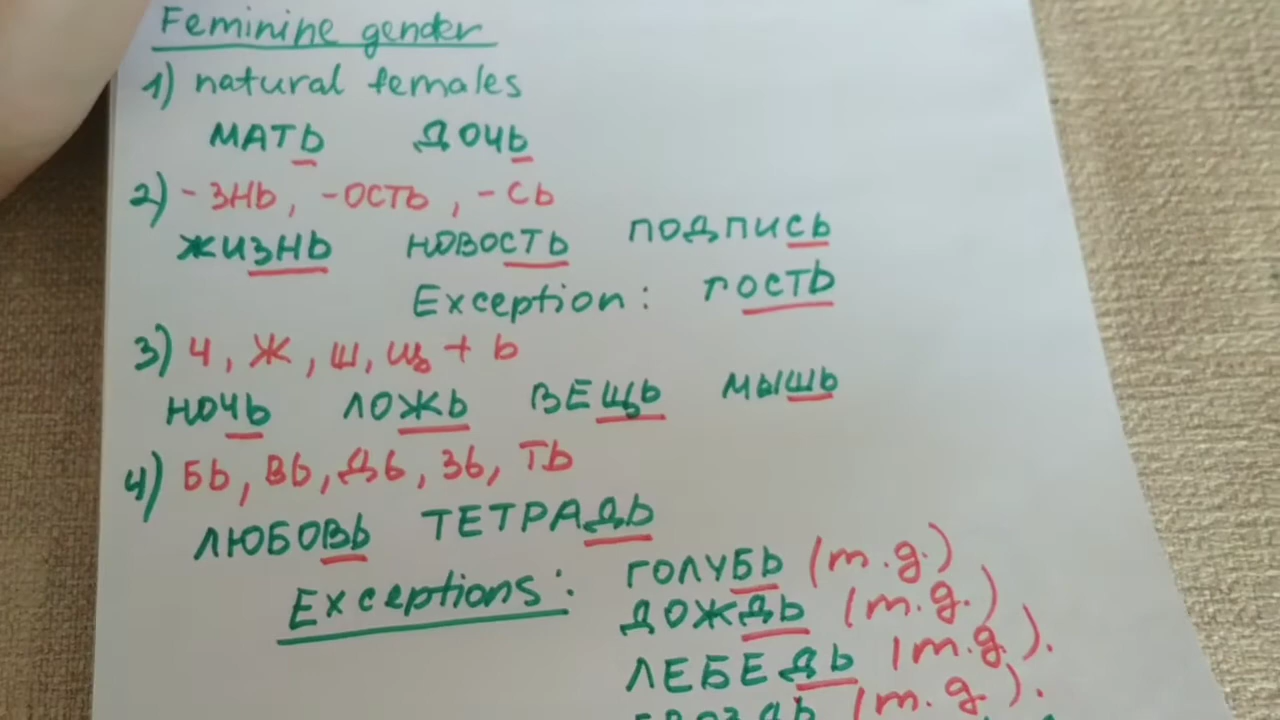 Feminine gender
1) natural females
МАТЬ ДОЧЬ
2) -ЗНЬ, -ОСТЬ, -СЬ
ЖИЗНЬ НОВОСТЬ ПОДПИСЬ
Exception: ГОСТЬ
3) Ч, Ж, Ш, Щ + Ь
НОЧЬ ЛОЖЬ ВЕЩЬ МЫШЬ
4) БЬ, ВЬ, ДЬ, ЗЬ, ТЬ
ЛЮБОВЬ ТЕТРАДЬ
Exceptions: ГОЛУБЬ (m.g.)
ДОЖДЬ (m.g.)
ЛЕБЕДЬ (m.g.).
(m.g.).